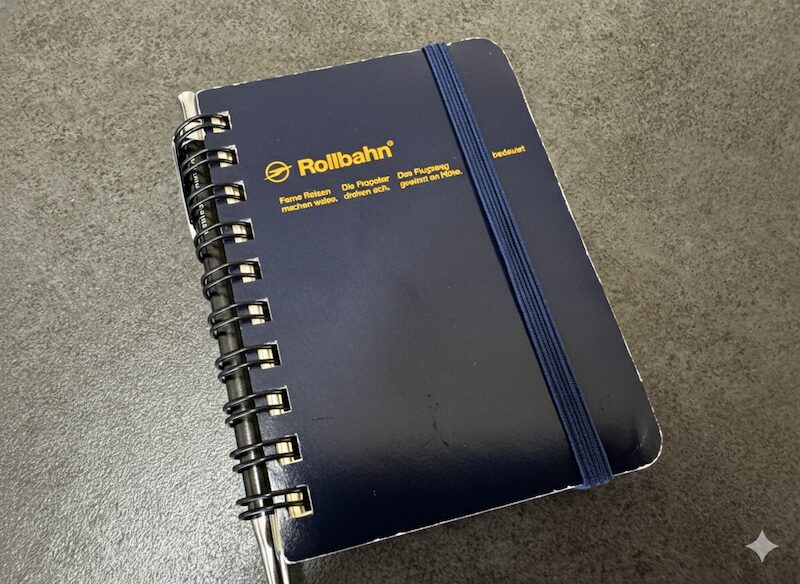 Rollbahn®
Ferne Reisen
machen weise.
Die Propeller
drehen sich.
Das Flugzeug
gewinnt an Höhe.
bedeutet